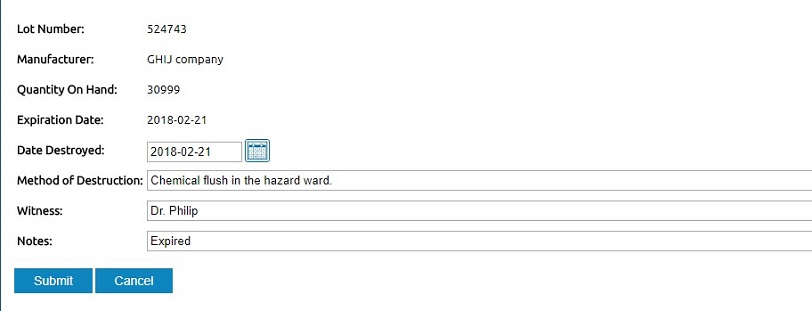 Lot Number: 524743
Manufacturer: GHIJ company
Quantity On Hand: 30999
Expiration Date: 2018-02-21
Date Destroyed: 2018-02-21
Method of Destruction: Chemical flush in the hazard ward.
Witness: Dr. Philip
Notes: Expired
Submit Cancel